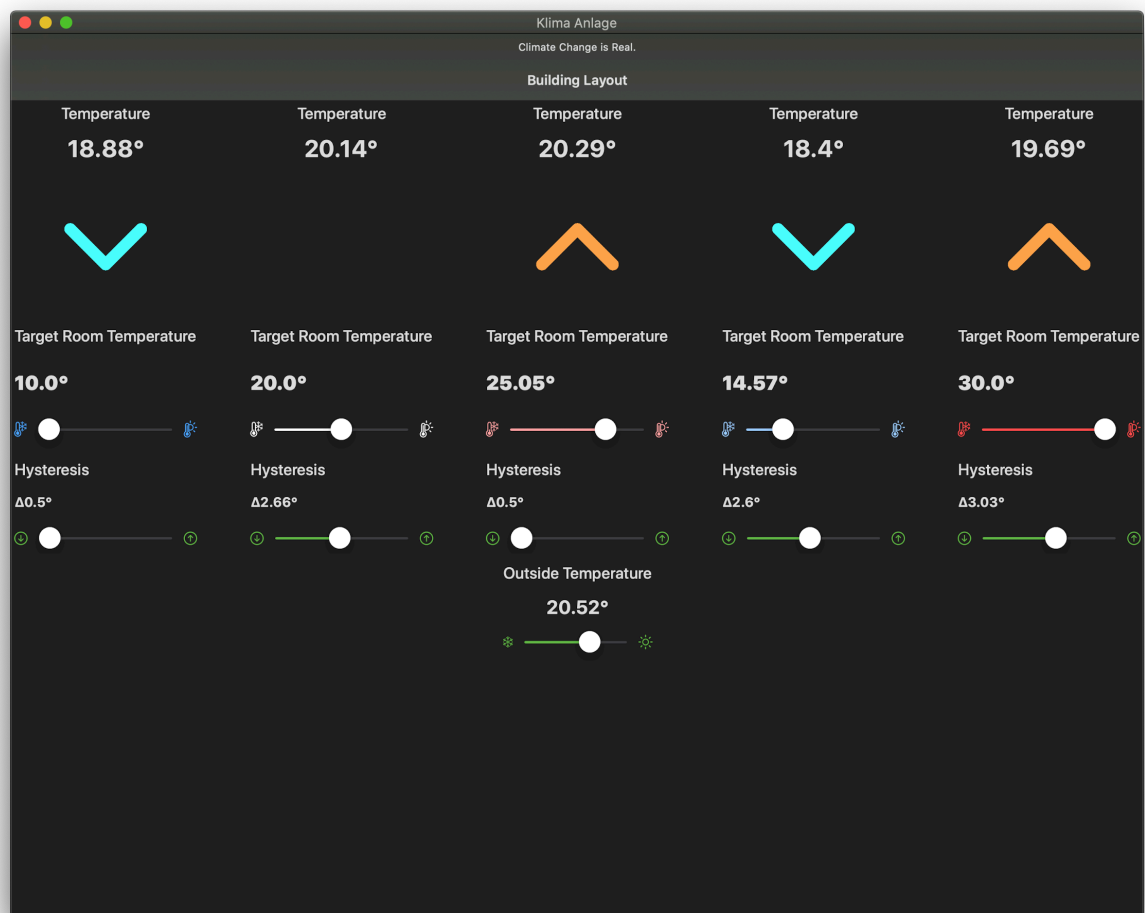 Klima Anlage
Climate Change is Real.
Building Layout
Temperature Temperature Temperature Temperature Temperature
18.88° 20.14° 20.29° 18.4° 19.69°
Target Room Temperature Target Room Temperature Target Room Temperature Target Room Temperature Target Room Temperature
10.0° 20.0° 25.05° 14.57° 30.0°
Hysteresis Hysteresis Hysteresis Hysteresis Hysteresis
Δ0.5° Δ2.66° Δ0.5° Δ2.6° Δ3.03°
Outside Temperature
20.52°